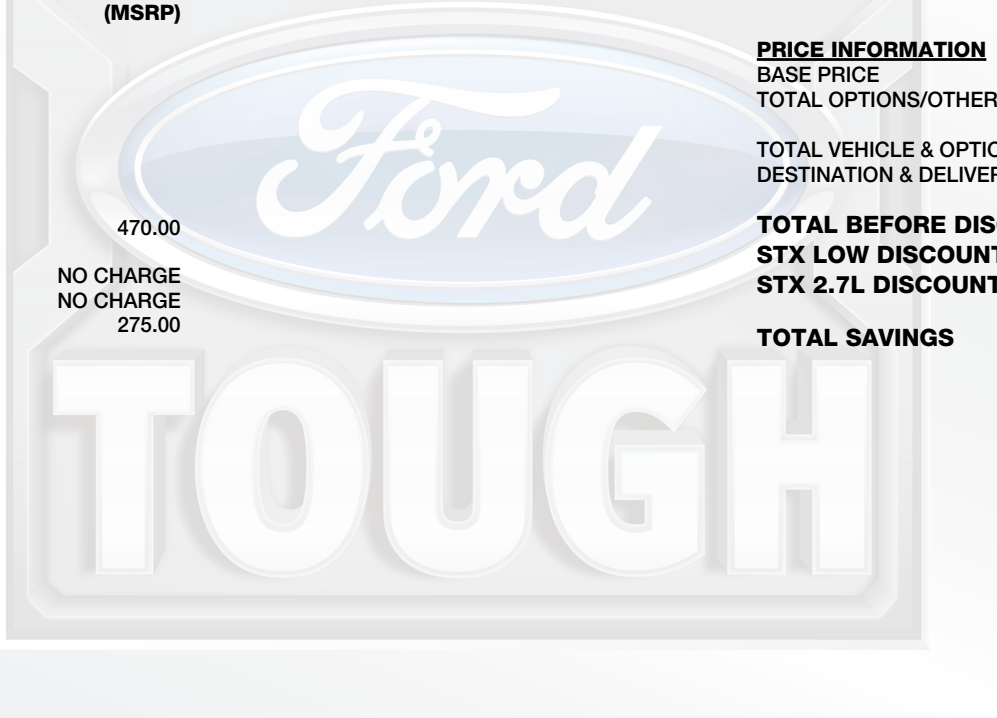 (MSRP)
470.00
NO CHARGE
NO CHARGE
275.00
PRICE INFORMATION
BASE PRICE
TOTAL OPTIONS/OTHER
TOTAL VEHICLE & OPTIO
DESTINATION & DELIVER
TOTAL BEFORE DIS
STX LOW DISCOUNT
STX 2.7L DISCOUNT
TOTAL SAVINGS
Ford
TOUGH